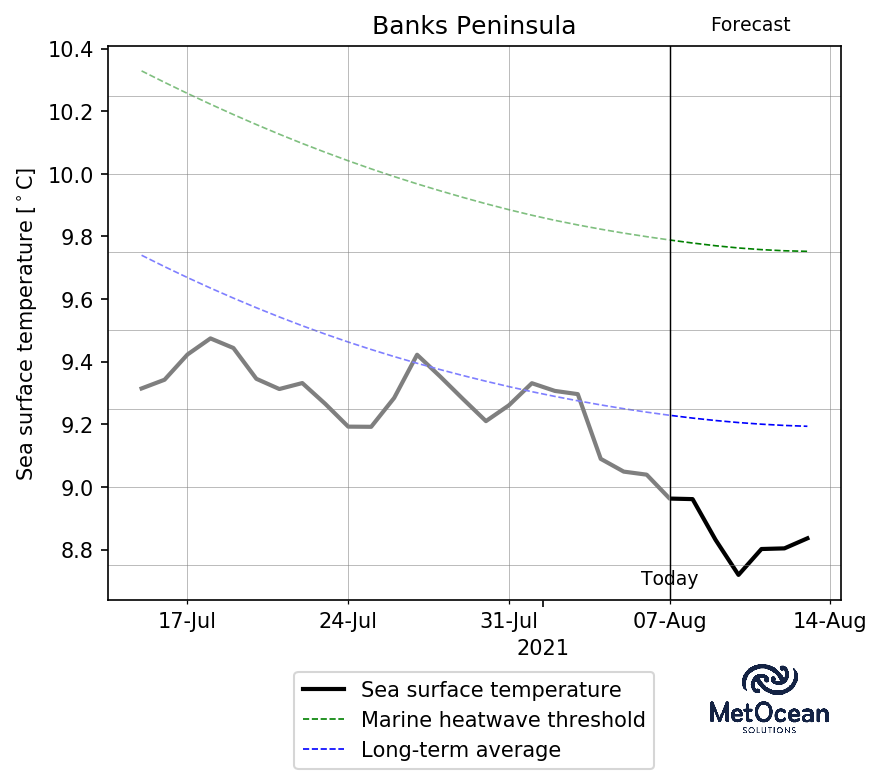 Banks Peninsula
Forecast
10.4
10.2
10.0
9.8
9.6
9.4
9.2
9.0
8.8
Sea surface temperature [˚C]
Today
17-Jul 24-Jul 31-Jul 07-Aug 14-Aug
2021
Sea surface temperature
Marine heatwave threshold
Long-term average
MetOcean
SOLUTIONS